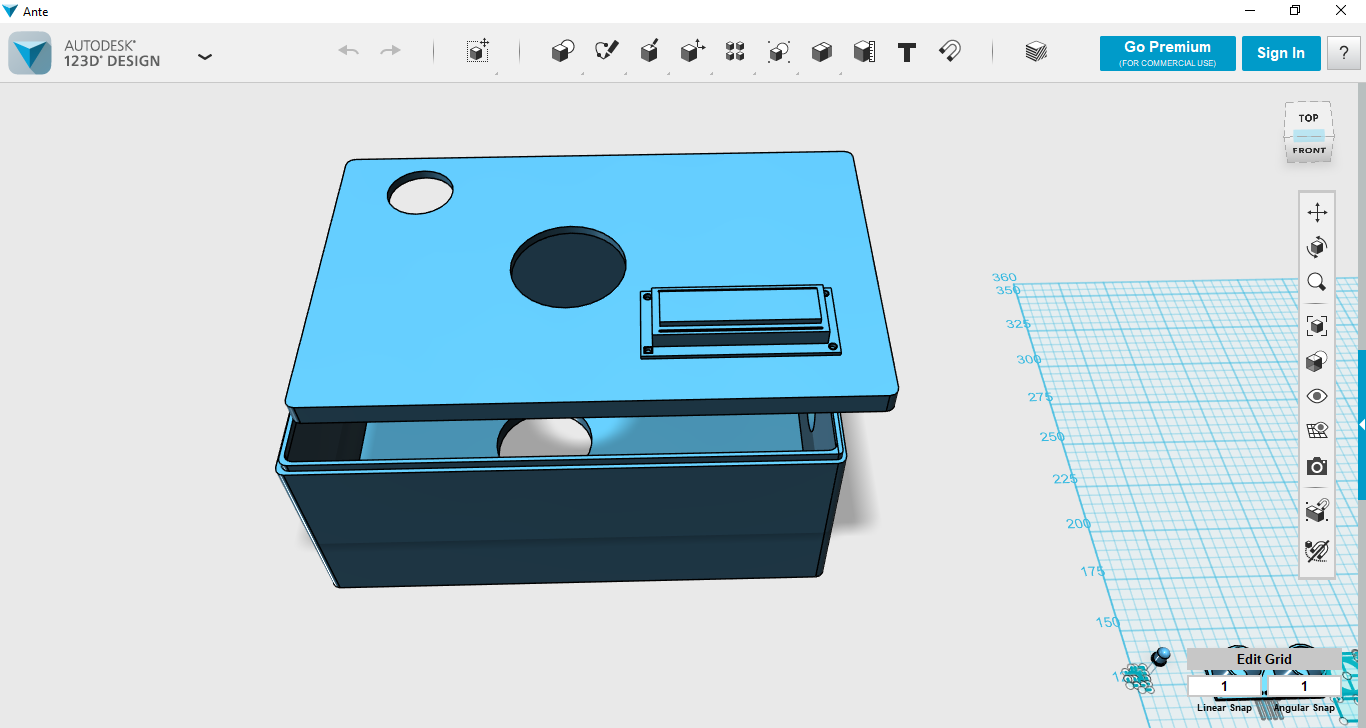 Ante
AUTODESK®
123D® DESIGN
T
Go Premium
(FOR COMMERCIAL USE)
Sign In
?
TOP
FRONT
360
350
325
300
275
250
225
200
175
150
Edit Grid
1 1
Linear Snap Angular Snap